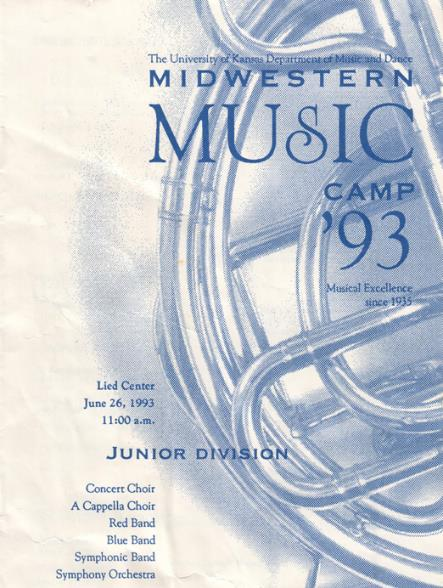 The University of Kansas Department of Music and Dance
MIDWESTERN
MUSIC
CAMP
'93
Musical Excellence
since 1935
Lied Center
June 26, 1993
11:00 a.m.
JUNIOR DIVISION
Concert Choir
A Cappella Choir
Red Band
Blue Band
Symphonic Band
Symphony Orchestra